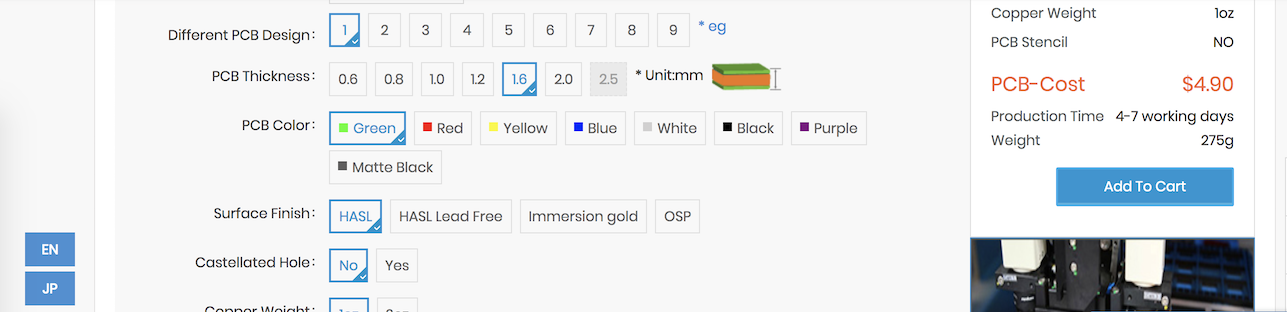 Different PCB Design: 1 2 3 4 5 6 7 8 9 * eg
PCB Thickness: 0.6 0.8 1.0 1.2 1.6 2.0 2.5 * Unit:mm
PCB Color: Green Red Yellow Blue White Black Purple
Matte Black
Surface Finish: HASL HASL Lead Free Immersion gold OSP
Castellated Hole: No Yes
Copper Weight:
EN
JP
Copper Weight 1oz
PCB Stencil NO
PCB-Cost $4.90
Production Time 4-7 working days
Weight 275g
Add To Cart